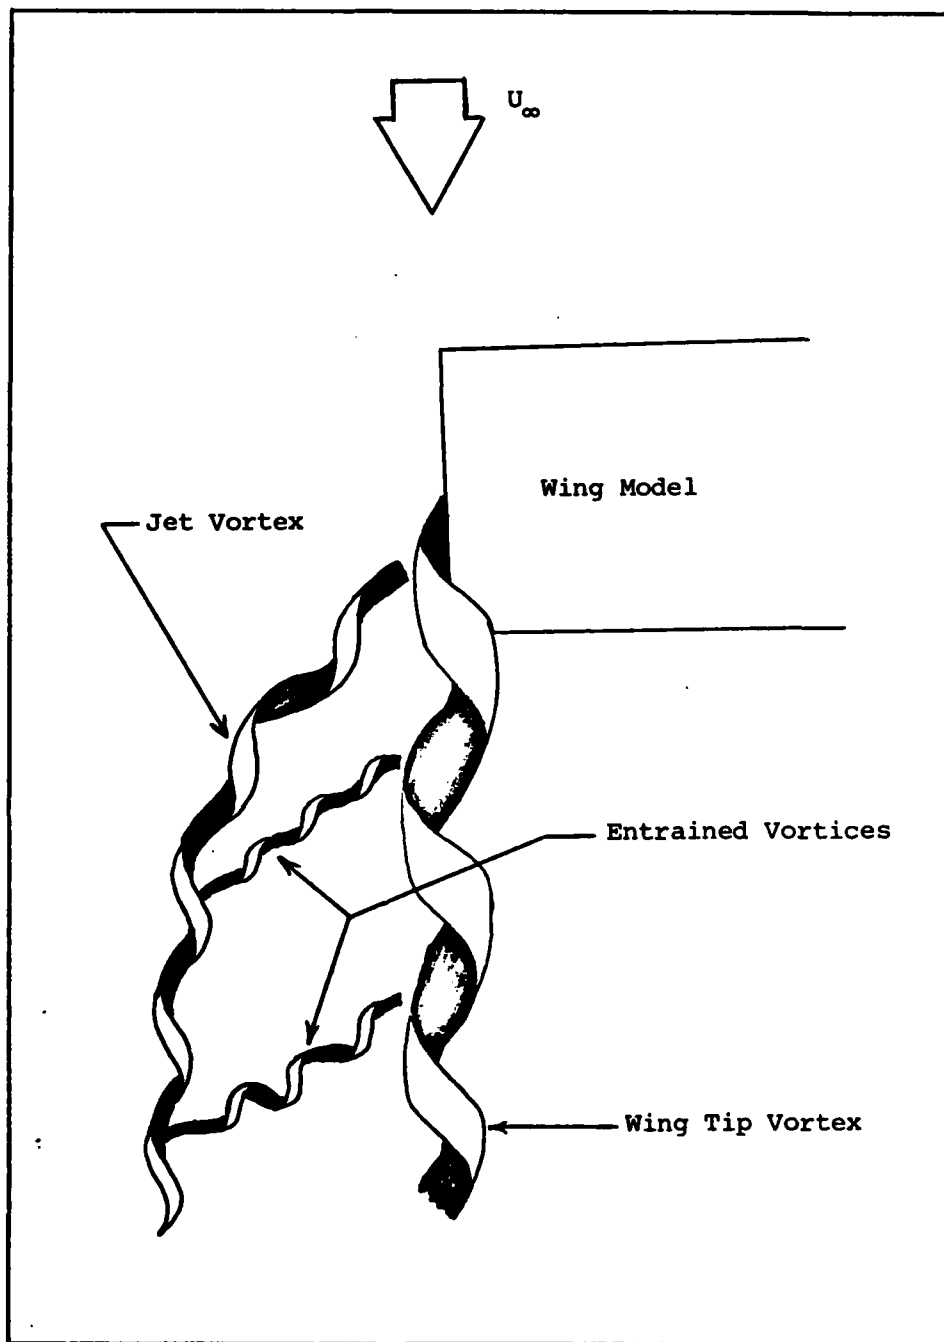 U∞
Wing Model
Jet Vortex
Entrained Vortices
Wing Tip Vortex